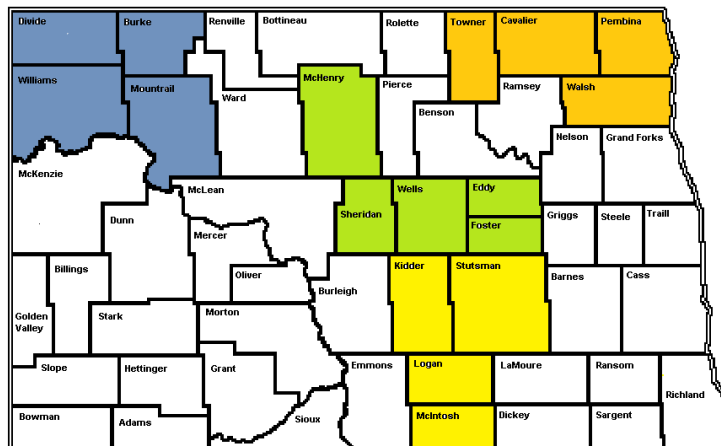 Divide
Burke
Renville
Bottineau
Rolette
Towner
Cavalier
Pembina
Williams
Mountrail
Ward
McHenry
Pierce
Benson
Ramsey
Walsh
Nelson
Grand Forks
McKenzie
Dunn
McLean
Mercer
Oliver
Sheridan
Wells
Eddy
Foster
Griggs
Steele
Traill
Billings
Golden
Valley
Stark
Morton
Burleigh
Kidder
Stutsman
Barnes
Cass
Slope
Hettinger
Grant
Emmons
Logan
LaMoure
Ransom
Richland
Bowman
Adams
Sioux
McIntosh
Dickey
Sargent